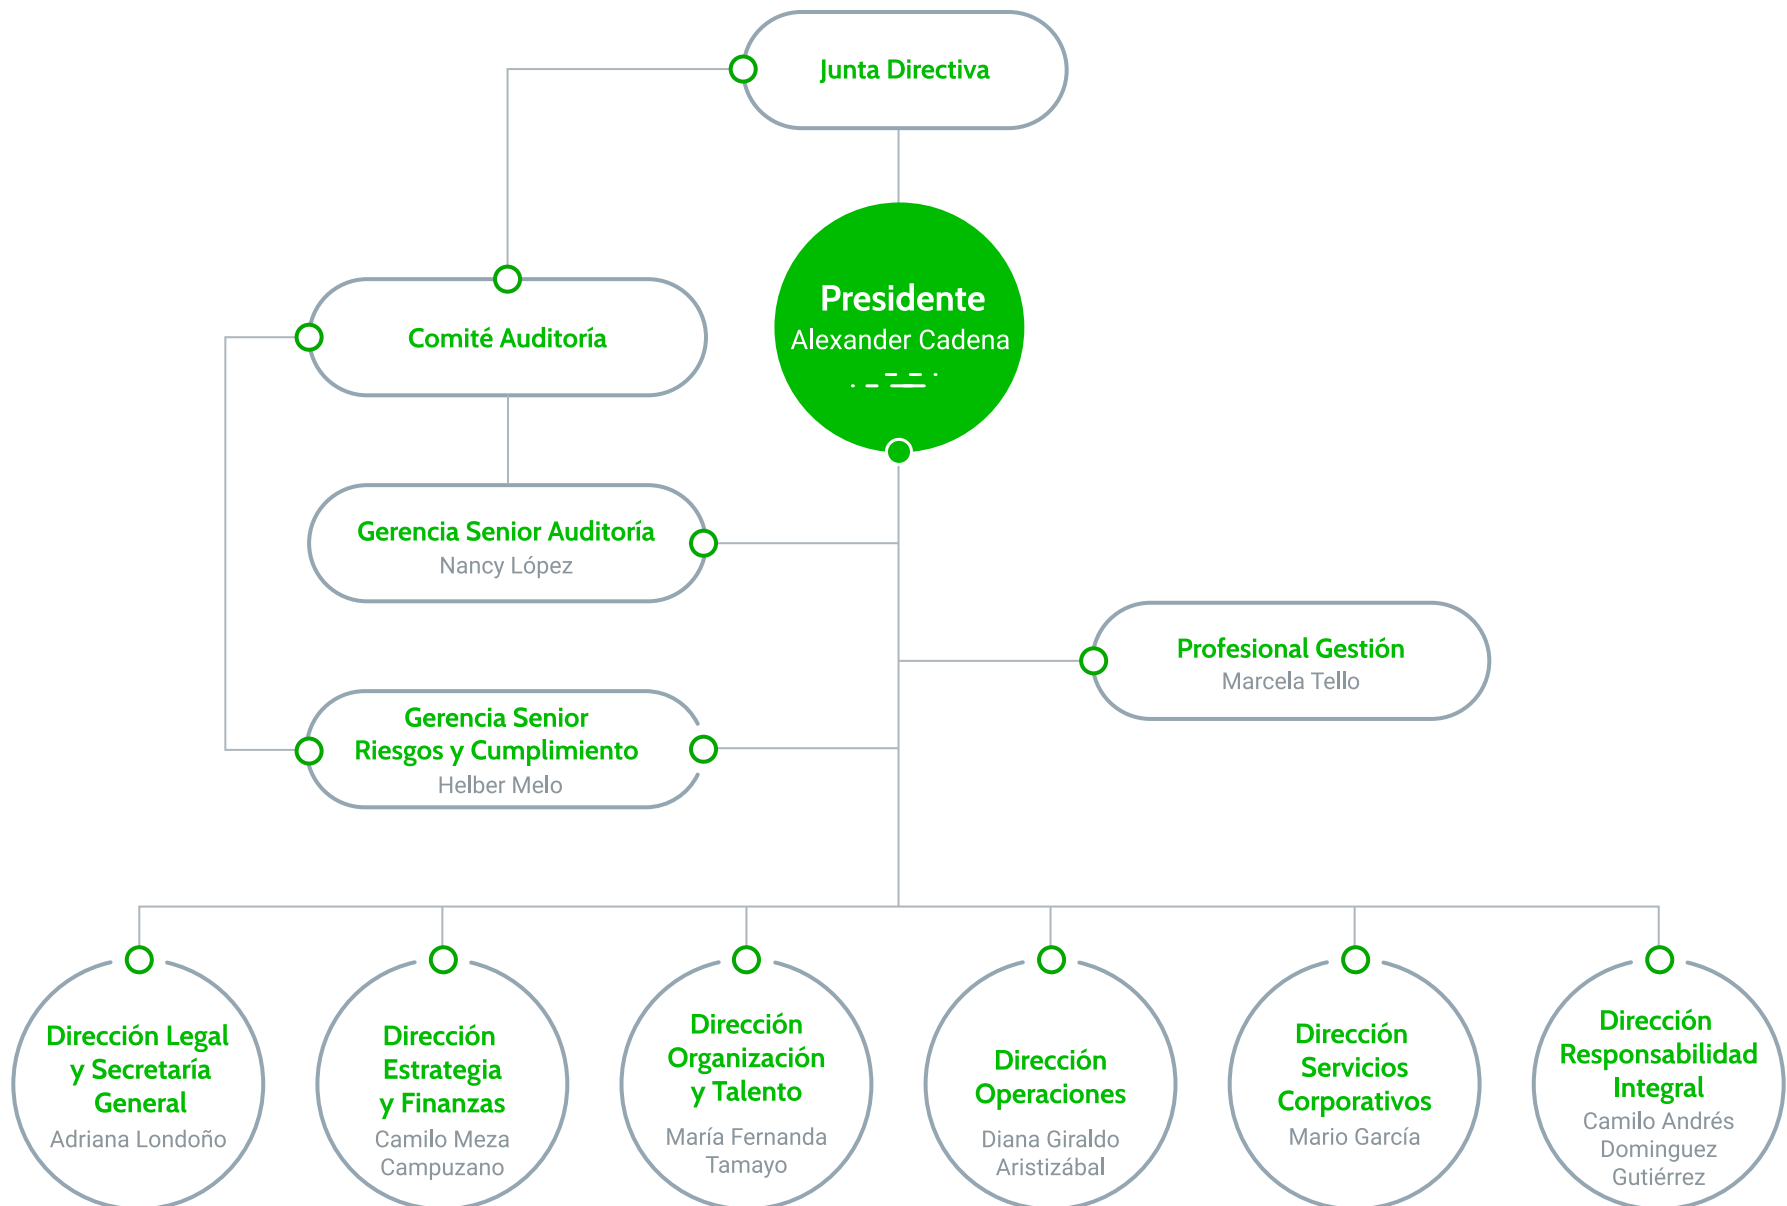 Junta Directiva
Presidente
Alexander Cadena
Comité Auditoría
Gerencia Senior Auditoría
Nancy López
Profesional Gestión
Marcela Tello
Gerencia Senior
Riesgos y Cumplimiento
Helber Melo
Dirección Legal
y Secretaría
General
Adriana Londoño
Dirección
Estrategia
y Finanzas
Camilo Meza
Campuzano
Dirección
Organización
y Talento
María Fernanda
Tamayo
Dirección
Operaciones
Diana Giraldo
Aristizábal
Dirección
Servicios
Corporativos
Mario García
Dirección
Responsabilidad
Integral
Camilo Andrés
Dominguez
Gutiérrez